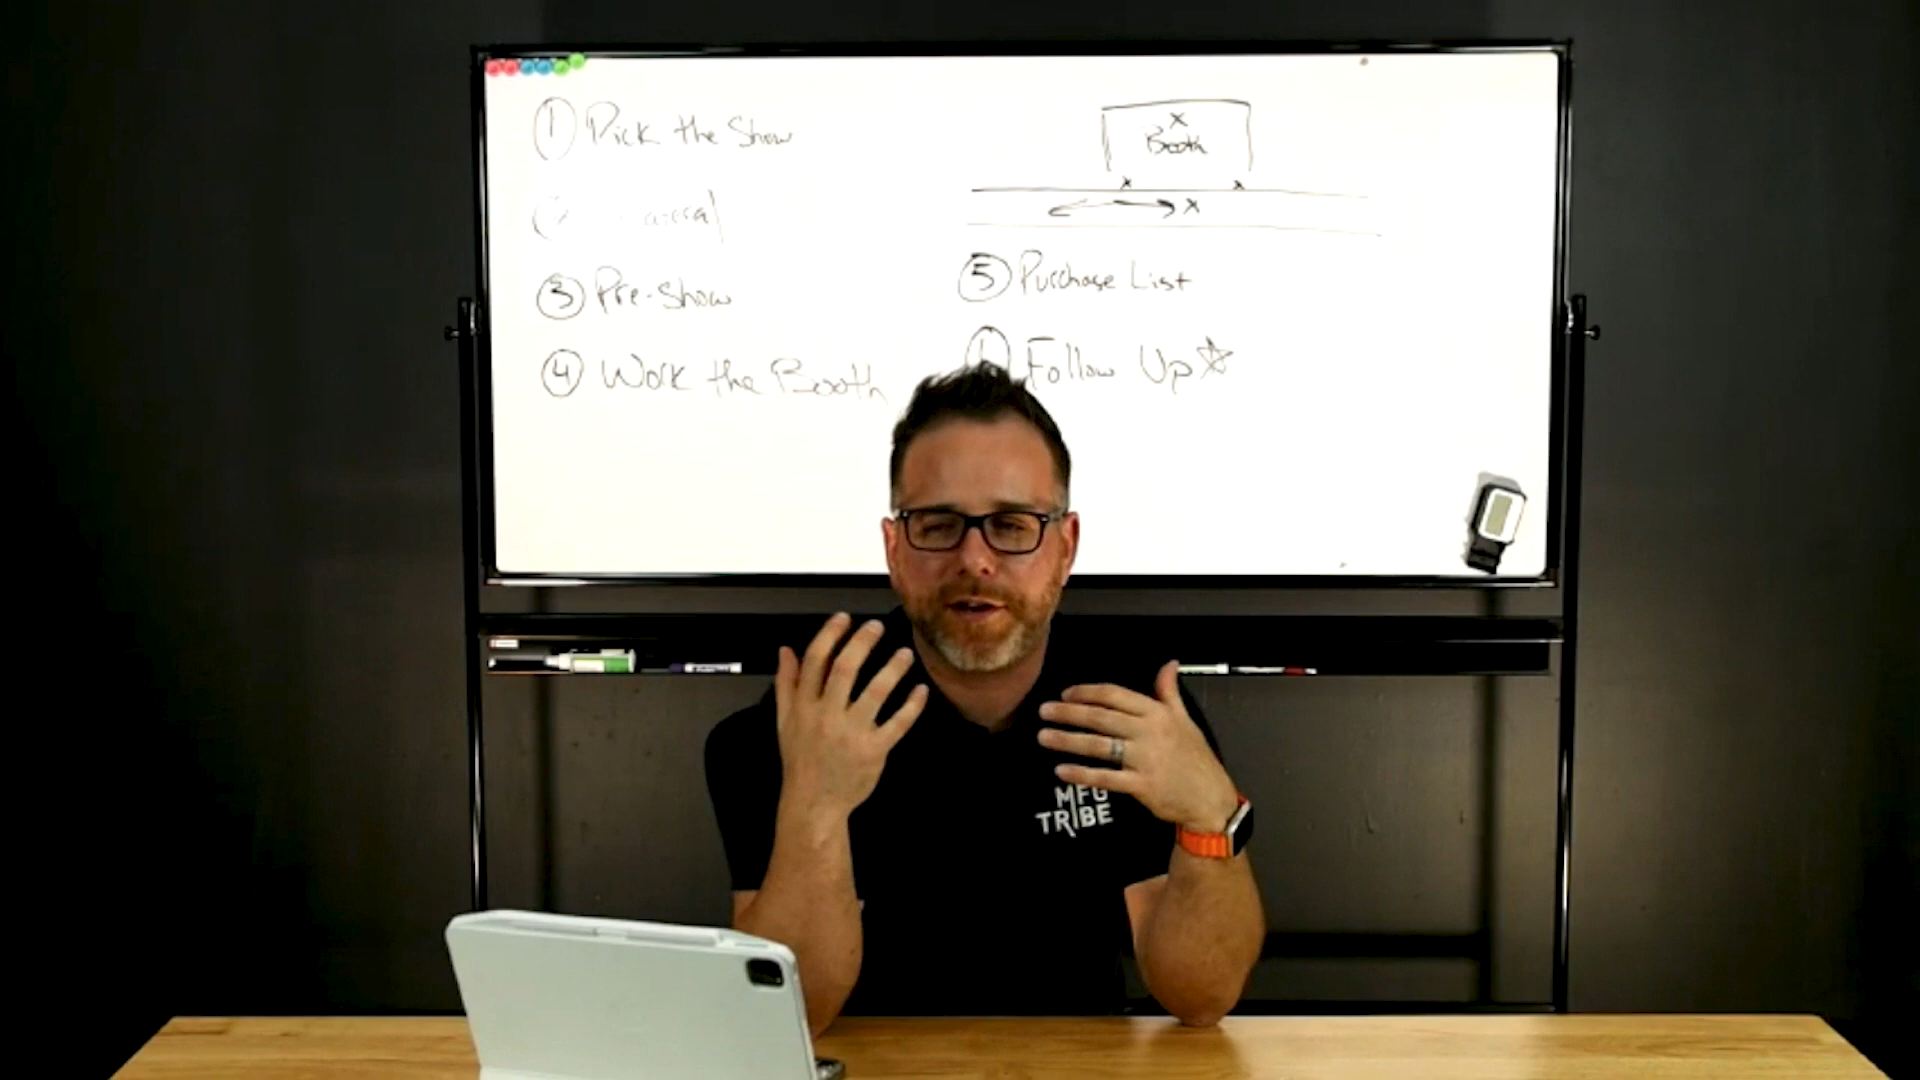 ① Pick the Show
②
③ Pre-Show
④ Work the Booth
x
Booth
x x
x
⑤ Purchase List
Follow Up ☆
MFG
TRIBE